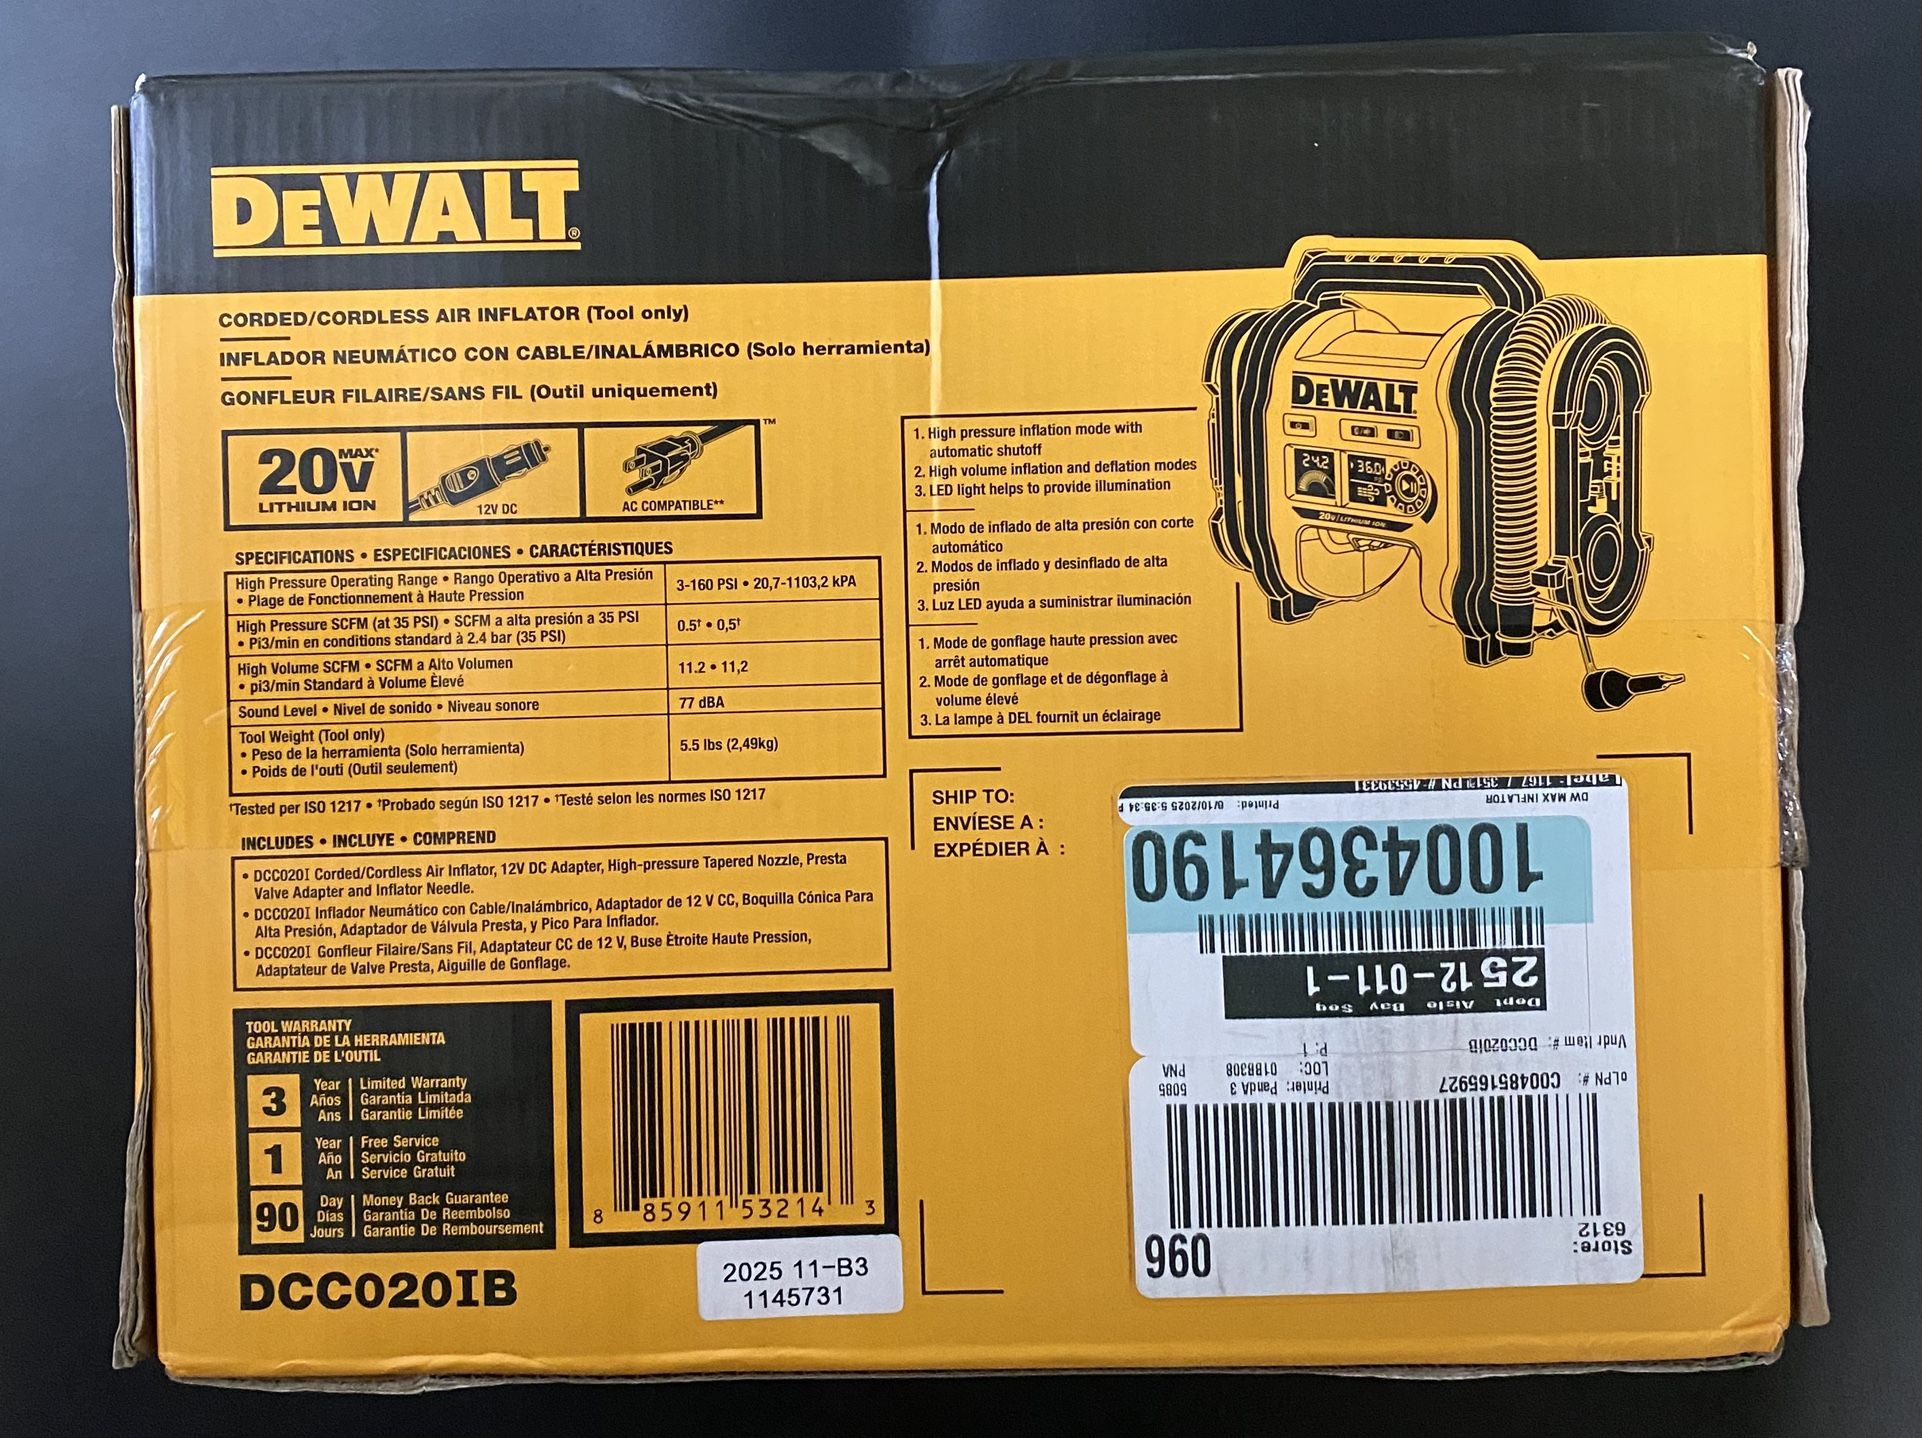 DEWALT®
CORDED/CORDLESS AIR INFLATOR (Tool only)
INFLADOR NEUMÁTICO CON CABLE/INALÁMBRICO (Solo herramienta)
GONFLEUR FILAIRE/SANS FIL (Outil uniquement)
20V MAX*
LITHIUM ION
12V DC
AC COMPATIBLE**
TM
SPECIFICATIONS • ESPECIFICACIONES • CARACTÉRISTIQUES
High Pressure Operating Range • Rango Operativo a Alta Presión
• Plage de Fonctionnement à Haute Pression
3-160 PSI • 20,7-1103,2 kPA
High Pressure SCFM (at 35 PSI) • SCFM a alta presión a 35 PSI
• Pi3/min en conditions standard à 2.4 bar (35 PSI)
0.5† • 0,5†
High Volume SCFM • SCFM a Alto Volumen
• pi3/min Standard à Volume Èlevé
11.2 • 11,2
Sound Level • Nivel de sonido • Niveau sonore
77 dBA
Tool Weight (Tool only)
• Peso de la herramienta (Solo herramienta)
• Poids de l'outi (Outil seulement)
5.5 lbs (2,49kg)
†Tested per ISO 1217 • †Probado según ISO 1217 • †Testé selon les normes ISO 1217
INCLUDES • INCLUYE • COMPREND
• DCC020I Corded/Cordless Air Inflator, 12V DC Adapter, High-pressure Tapered Nozzle, Presta
Valve Adapter and Inflator Needle.
• DCC020I Inflador Neumático con Cable/Inalámbrico, Adaptador de 12 V CC, Boquilla Cónica Para
Alta Presión, Adaptador de Válvula Presta, y Pico Para Inflador.
• DCC020I Gonfleur Filaire/Sans Fil, Adaptateur CC de 12 V, Buse Ètroite Haute Pression,
Adaptateur de Valve Presta, Aiguille de Gonflage.
TOOL WARRANTY
GARANTÍA DE LA HERRAMIENTA
GARANTIE DE L'OUTIL
3
Year Limited Warranty
Años Garantía Limitada
Ans Garantie Limitée
1
Year Free Service
Año Servicio Gratuito
An Service Gratuit
90
Day Money Back Guarantee
Días Garantía De Reembolso
Jours Garantie De Remboursement
8 85911 53214 3
DCC020IB
2025 11-B3
1145731
1. High pressure inflation mode with
automatic shutoff
2. High volume inflation and deflation modes
3. LED light helps to provide illumination
1. Modo de inflado de alta presión con corte
automático
2. Modos de inflado y desinflado de alta
presión
3. Luz LED ayuda a suministrar iluminación
1. Mode de gonflage haute pression avec
arrêt automatique
2. Mode de gonflage et de dégonflage à
volume élevé
3. La lampe à DEL fournit un éclairage
DEWALT
24.2
36.0
20V LITHIUM ION
SHIP TO:
ENVÍESE A :
EXPÉDIER À :
Store:
6312
096
oLPN #: C00485165927
Printer: PandA 3 5085
LOC: 01BB308 PNA
P: 1
Vndr Item #: DCC020IB
Dept Aisle Bay Seq
25 12-011-1
1004364190
DW MAX INFLATOR
Printed: 6/10/2025 5:35:34 P